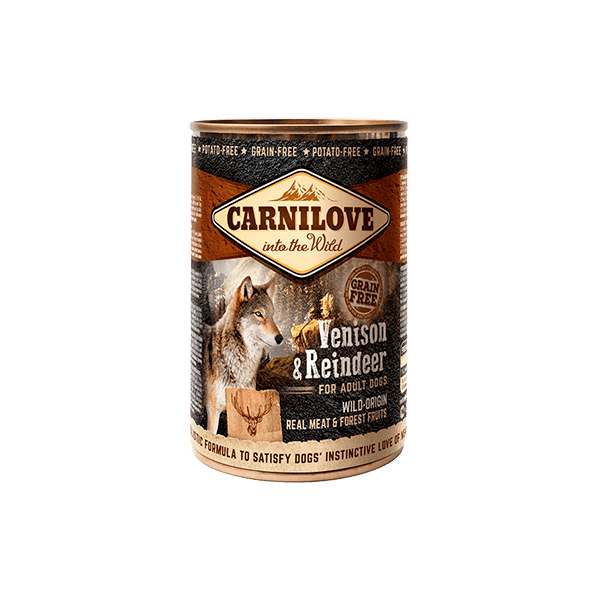 POTATO-FREE ★ GRAIN-FREE ★ POTATO-FREE ★ GRAIN-FREE
CARNILOVE
into the Wild
GRAIN
FREE
Venison
& Reindeer
FOR ADULT DOGS
WILD-ORIGIN
REAL MEAT & FOREST FRUITS
FORMULA TO SATISFY DOGS' INSTINCTIVE LOVE OF